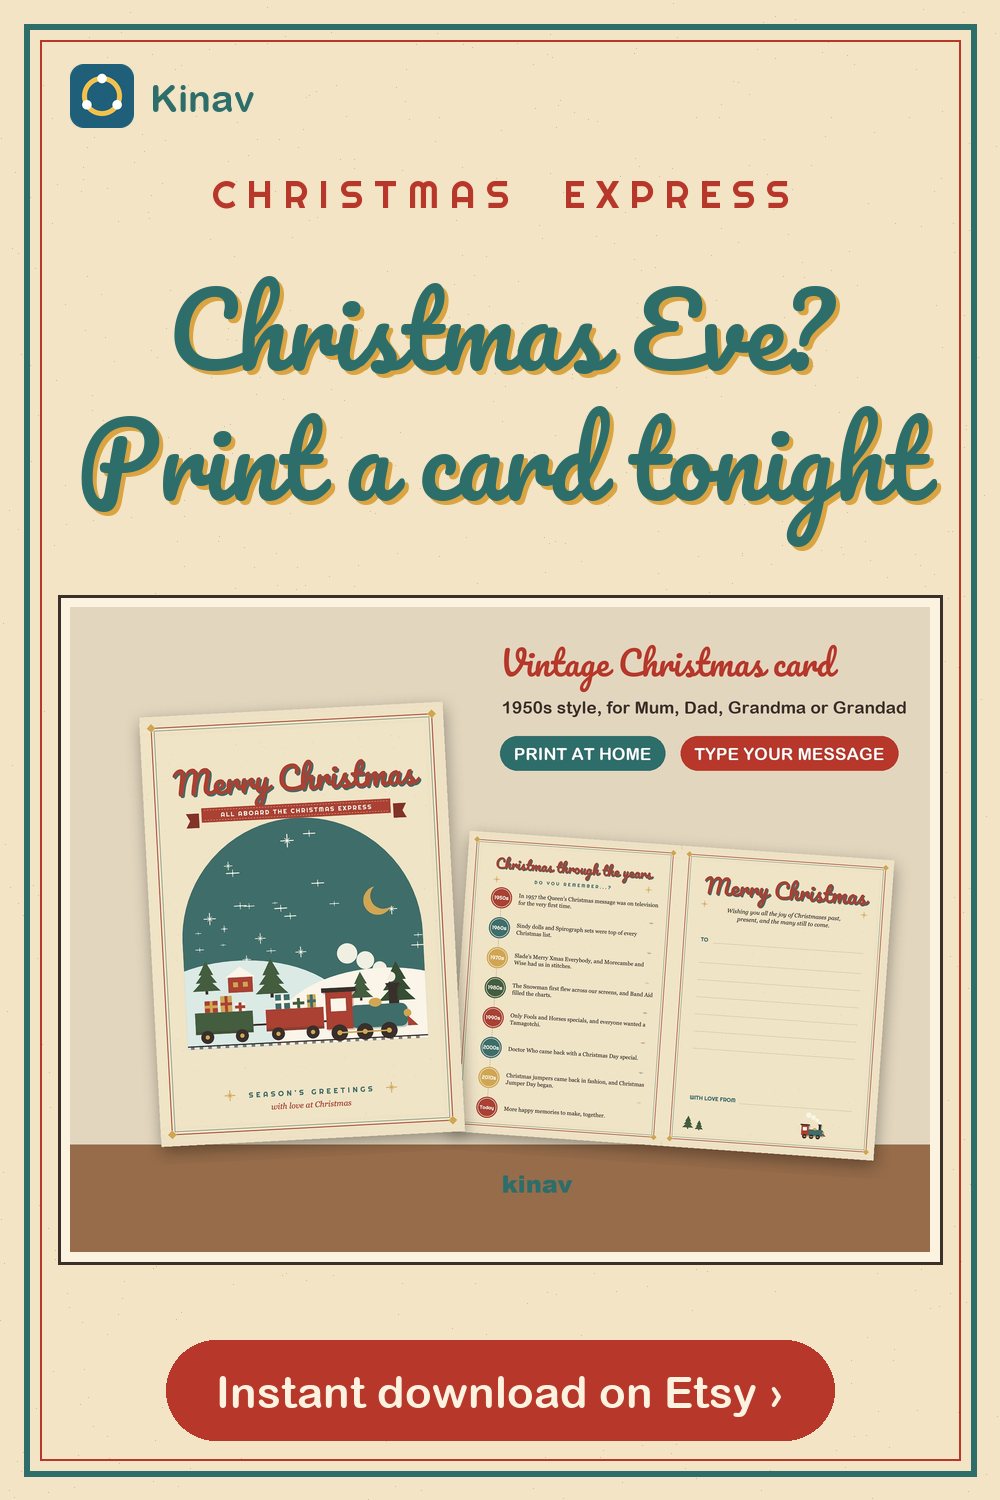 Kinav
CHRISTMAS EXPRESS
Christmas Eve?
Print a card tonight
Vintage Christmas card
1950s style, for Mum, Dad, Grandma or Grandad
PRINT AT HOME
TYPE YOUR MESSAGE
Merry Christmas
ALL ABOARD THE CHRISTMAS EXPRESS
SEASON'S GREETINGS
with love at Christmas
Christmas through the years
DO YOU REMEMBER...?
1950s
In 1957 the Queen's Christmas message was on television
for the very first time.
1960s
Sindy dolls and Spirograph sets were top of every
Christmas list.
1970s
Slade's Merry Xmas Everybody, and Morecambe and
Wise had us in stitches.
1980s
The Snowman first flew across our screens, and Band Aid
filled the charts.
1990s
Only Fools and Horses specials, and everyone wanted a
Tamagotchi.
2000s
Doctor Who came back with a Christmas Day special.
2010s
Christmas jumpers came back in fashion, and Christmas
Jumper Day began.
Today
More happy memories to make, together.
Merry Christmas
Wishing you all the joy of Christmases past,
present, and the many still to come.
TO
WITH LOVE FROM
kinav
Instant download on Etsy ›